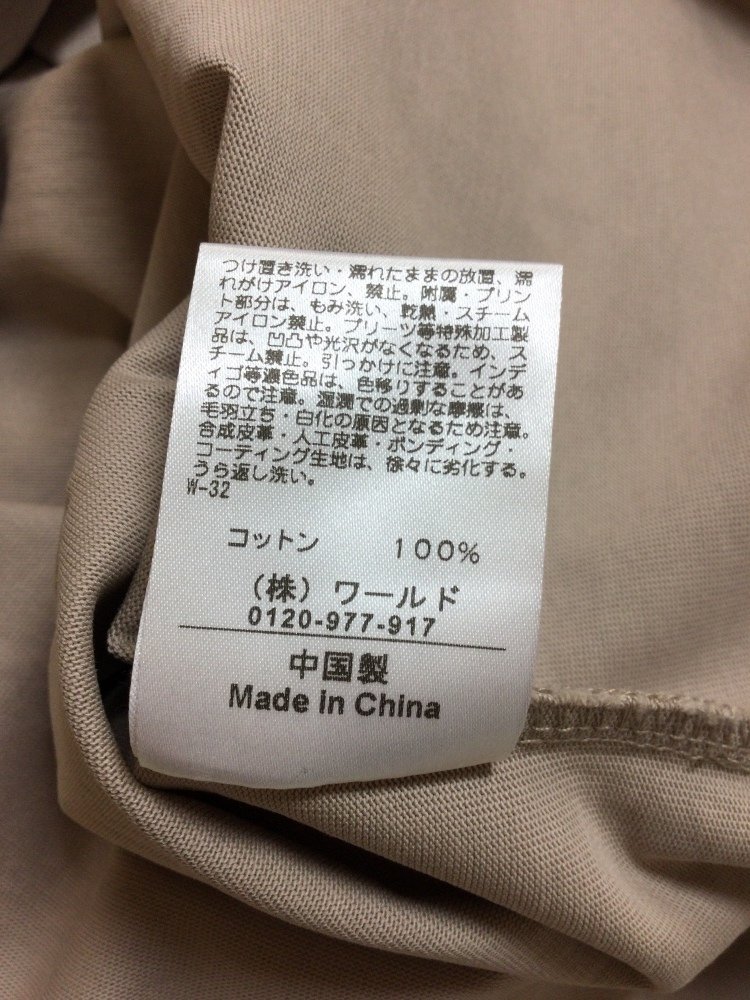 つけ置き洗い・濡れたままの放置、濡
れがけアイロン、禁止。附属・プリン
ト部分は、もみ洗い、乾熱・スチーム
アイロン禁止。プリーツ等特殊加工製
品は、凹凸や光沢がなくなるため、ス
チーム禁止。引っかけに注意。インデ
ィゴ等濃色品は、色移りすることがあ
るので注意。湿潤での過剰な摩擦は、
毛羽立ち・白化の原因となるため注意。
合成皮革・人工皮革・ボンディング・
コーティング生地は、徐々に劣化する。
うら返し洗い。
W-32
コットン 100%
(株) ワールド
0120-977-917
中国製
Made in China